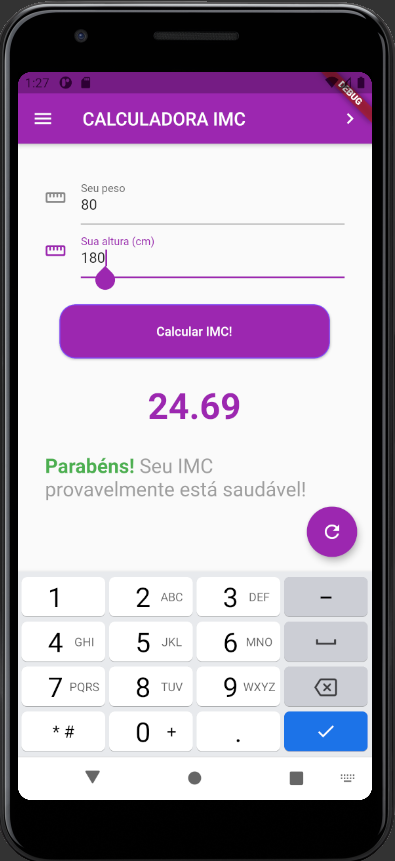 1:27
DEBUG
CALCULADORA IMC
Seu peso
80
Sua altura (cm)
180
Calcular IMC!
24.69
Parabéns! Seu IMC
provavelmente está saudável!
1 2 ABC 3 DEF −
4 GHI 5 JKL 6 MNO
7 PQRS 8 TUV 9 WXYZ
* # 0 + .